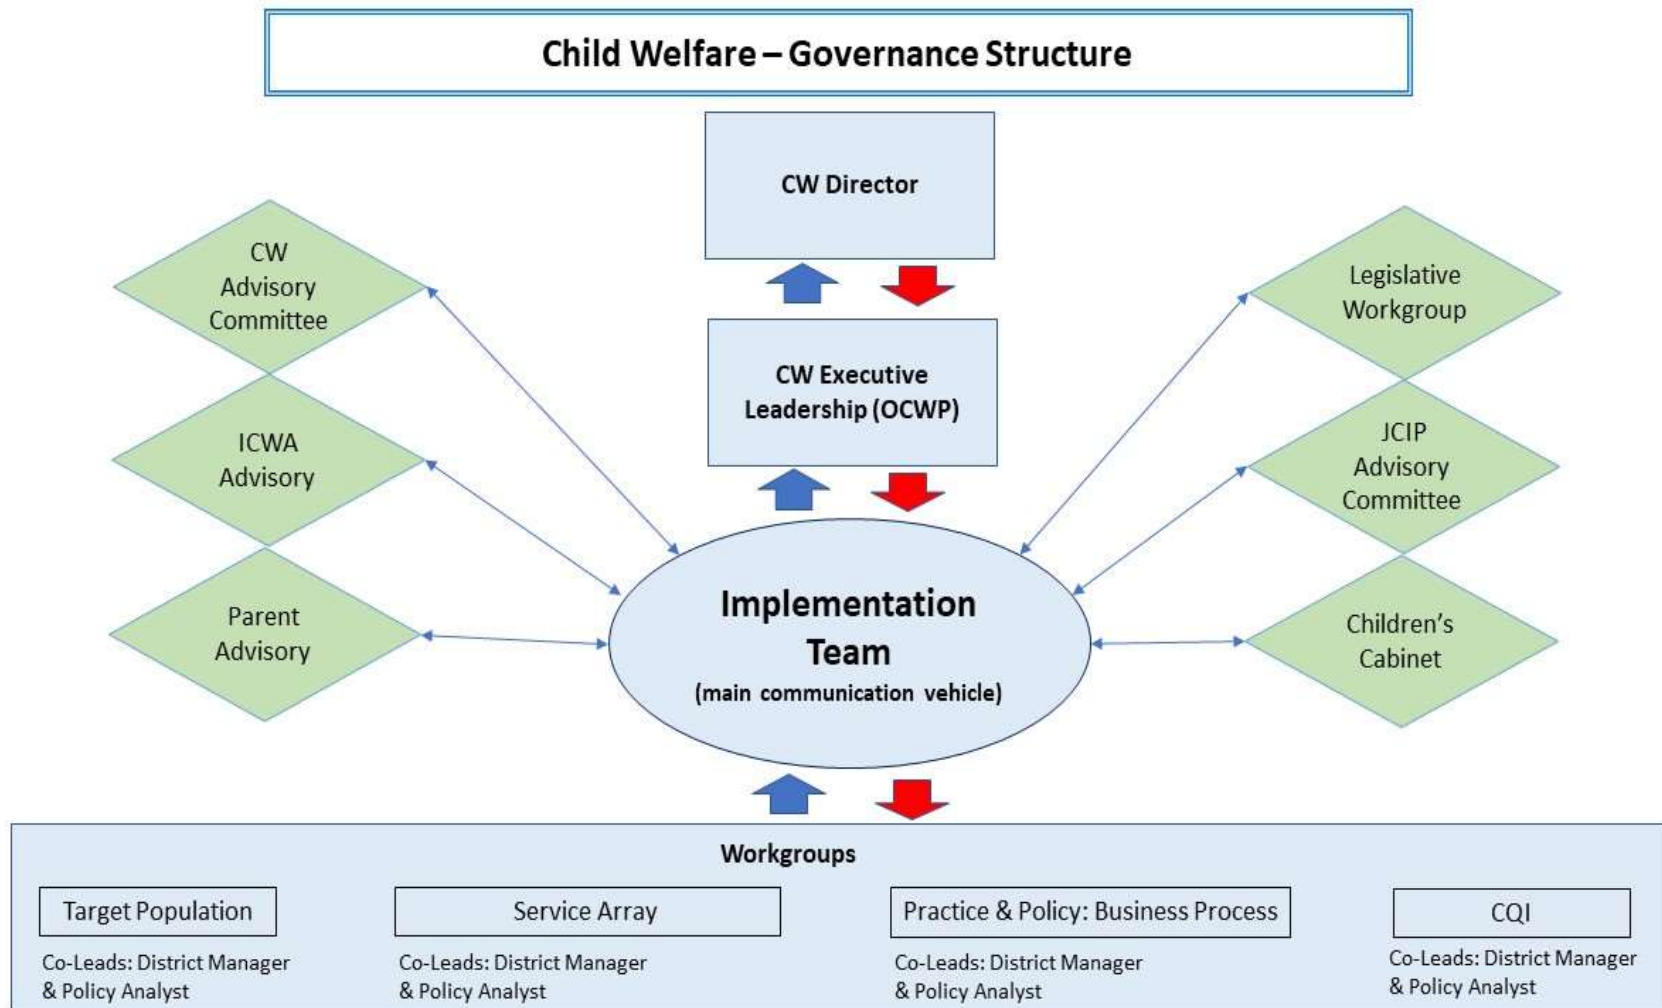 Child Welfare – Governance Structure
CW Director
CW Executive
Leadership (OCWP)
CW
Advisory
Committee
ICWA
Advisory
Parent
Advisory
Legislative
Workgroup
JCIP
Advisory
Committee
Children's
Cabinet
Implementation
Team
(main communication vehicle)
Workgroups
Target Population
Co-Leads: District Manager
& Policy Analyst
Service Array
Co-Leads: District Manager
& Policy Analyst
Practice & Policy: Business Process
Co-Leads: District Manager
& Policy Analyst
CQI
Co-Leads: District Manager
& Policy Analyst